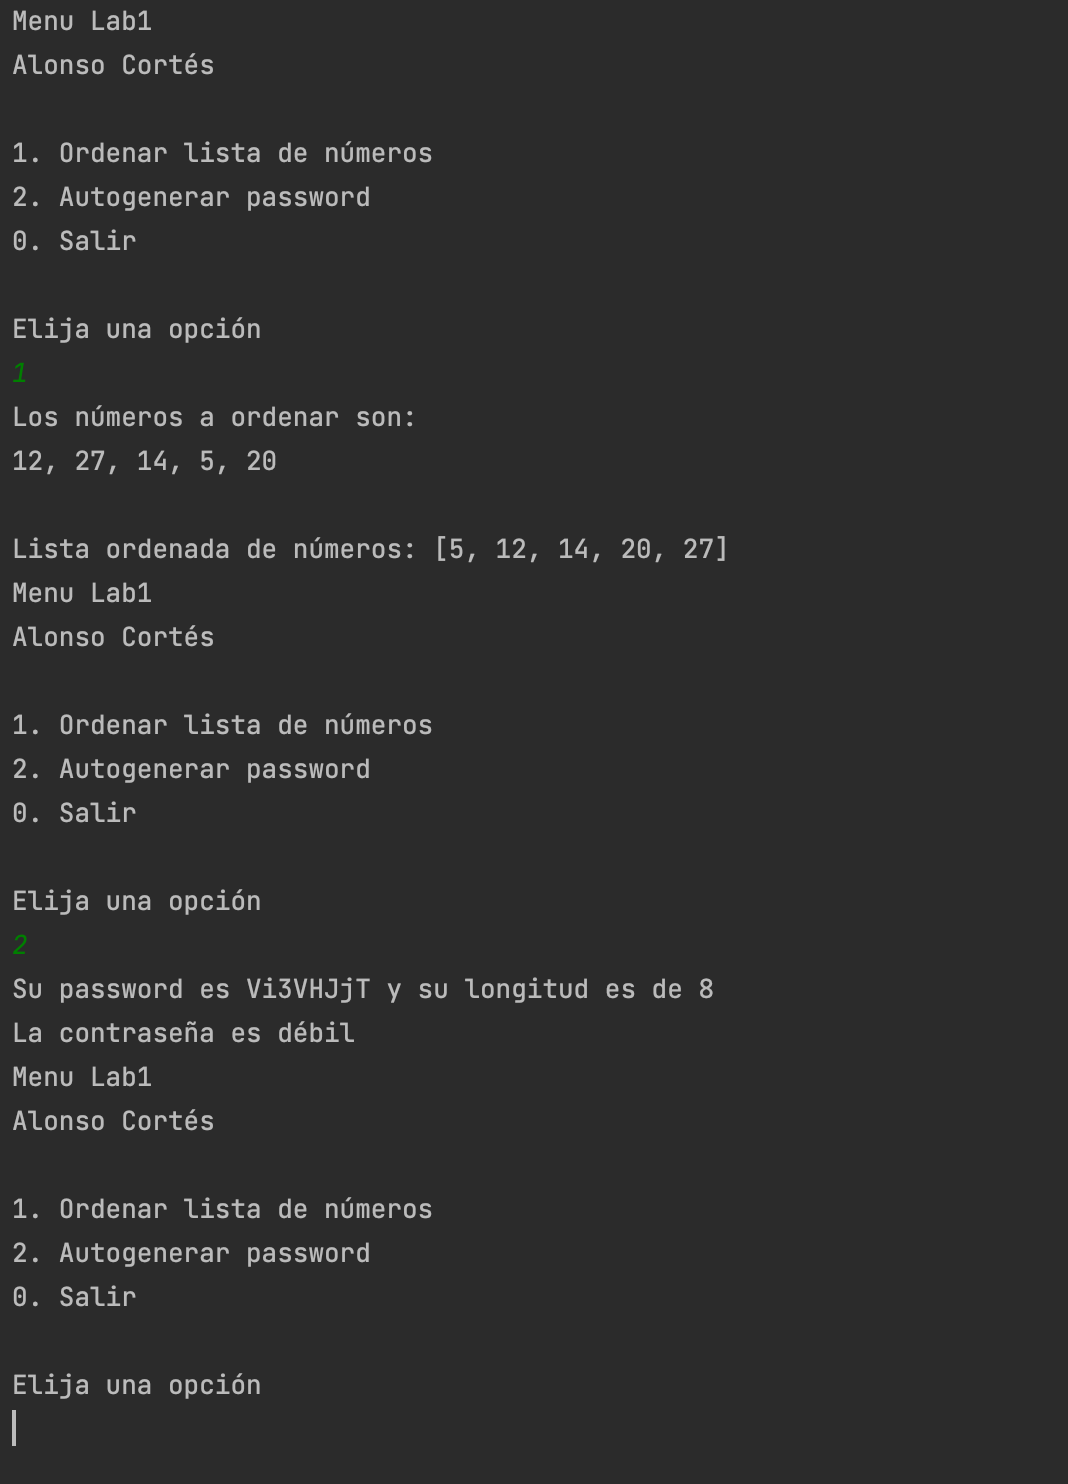 Menu Lab1
Alonso Cortés
1. Ordenar lista de números
2. Autogenerar password
0. Salir
Elija una opción
1
Los números a ordenar son:
12, 27, 14, 5, 20
Lista ordenada de números: [5, 12, 14, 20, 27]
Menu Lab1
Alonso Cortés
1. Ordenar lista de números
2. Autogenerar password
0. Salir
Elija una opción
2
Su password es Vi3VHJjT y su longitud es de 8
La contraseña es débil
Menu Lab1
Alonso Cortés
1. Ordenar lista de números
2. Autogenerar password
0. Salir
Elija una opción